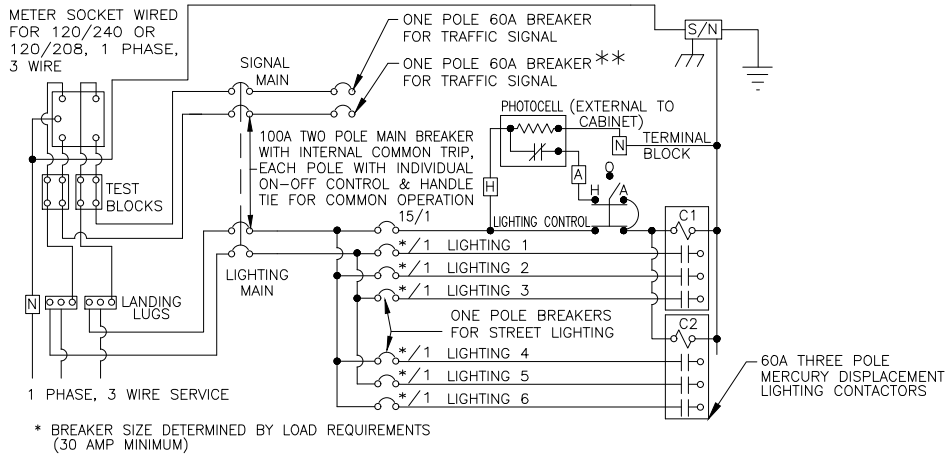 METER SOCKET WIRED
FOR 120/240 OR
120/208, 1 PHASE,
3 WIRE
ONE POLE 60A BREAKER
FOR TRAFFIC SIGNAL
S/N
SIGNAL
MAIN
ONE POLE 60A BREAKER**
FOR TRAFFIC SIGNAL
PHOTOCELL (EXTERNAL TO
CABINET)
N
TERMINAL
BLOCK
100A TWO POLE MAIN BREAKER
WITH INTERNAL COMMON TRIP,
EACH POLE WITH INDIVIDUAL
ON-OFF CONTROL & HANDLE
TIE FOR COMMON OPERATION
TEST
BLOCKS
H
A
O
H /A
15/1
LIGHTING CONTROL
C1
*/1 LIGHTING 1
*/1 LIGHTING 2
*/1 LIGHTING 3
LIGHTING
MAIN
N
LANDING
LUGS
ONE POLE BREAKERS
FOR STREET LIGHTING
C2
*/1 LIGHTING 4
*/1 LIGHTING 5
*/1 LIGHTING 6
60A THREE POLE
MERCURY DISPLACEMENT
LIGHTING CONTACTORS
1 PHASE, 3 WIRE SERVICE
* BREAKER SIZE DETERMINED BY LOAD REQUIREMENTS
(30 AMP MINIMUM)